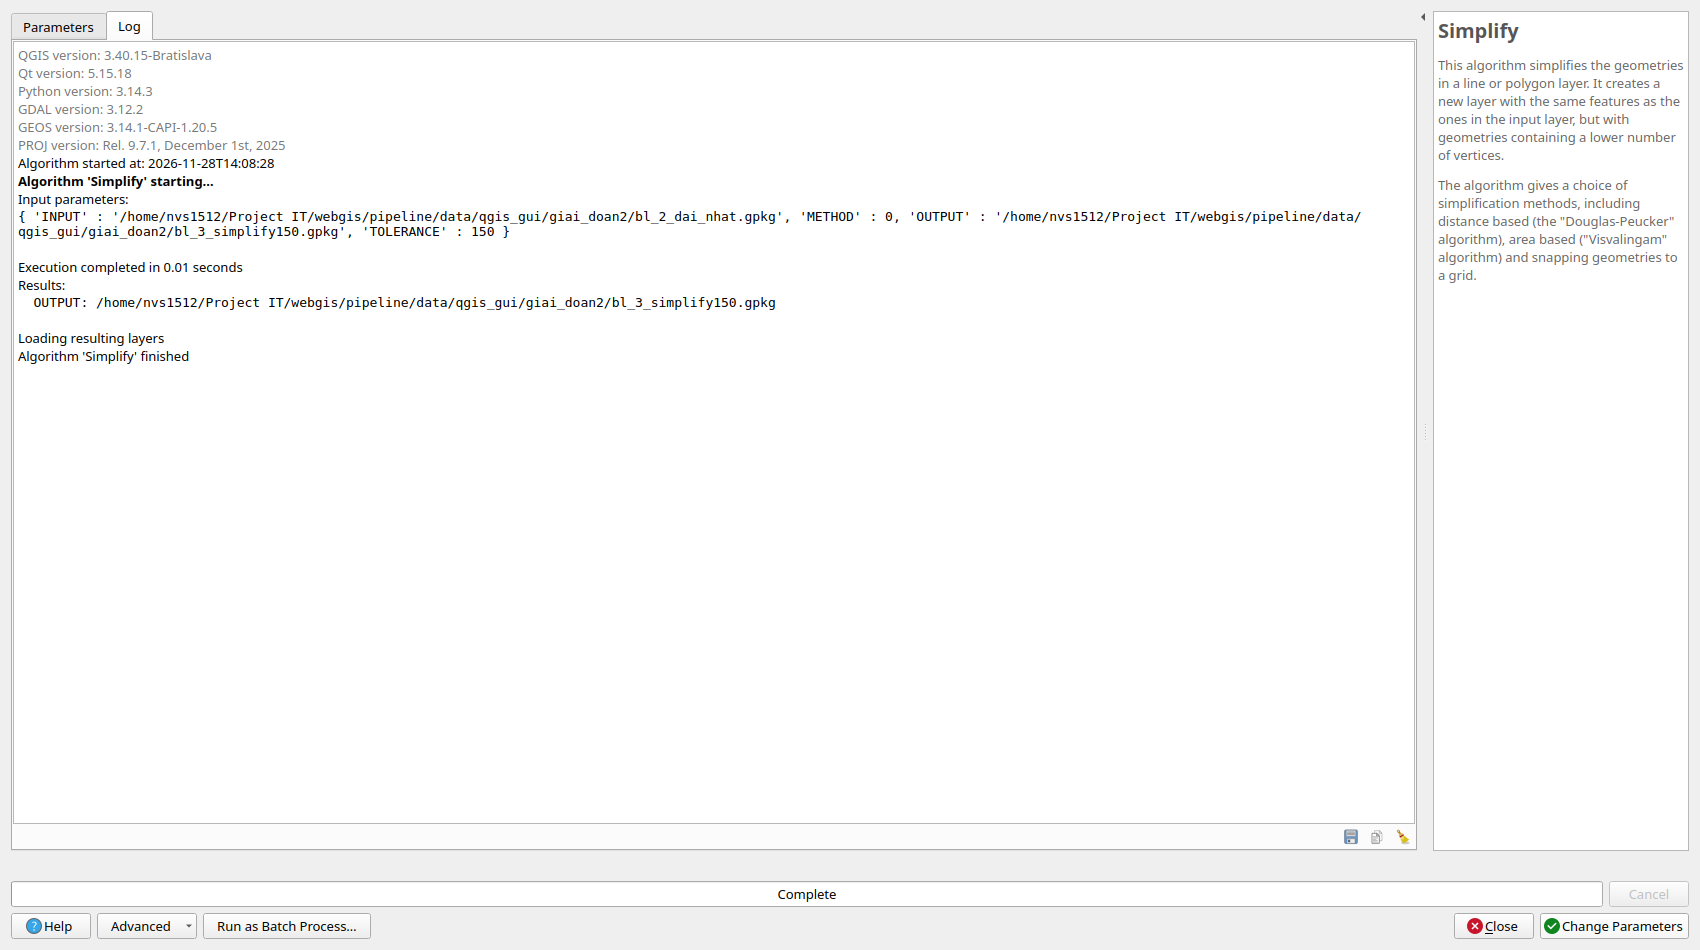 Parameters
Log
QGIS version: 3.40.15-Bratislava
Qt version: 5.15.18
Python version: 3.14.3
GDAL version: 3.12.2
GEOS version: 3.14.1-CAPI-1.20.5
PROJ version: Rel. 9.7.1, December 1st, 2025
Algorithm started at: 2026-11-28T14:08:28
Algorithm 'Simplify' starting…
Input parameters:
{ 'INPUT' : '/home/nvs1512/Project IT/webgis/pipeline/data/qgis_gui/giai_doan2/bl_2_dai_nhat.gpkg', 'METHOD' : 0, 'OUTPUT' : '/home/nvs1512/Project IT/webgis/pipeline/data/
qgis_gui/giai_doan2/bl_3_simplify150.gpkg', 'TOLERANCE' : 150 }
Execution completed in 0.01 seconds
Results:
OUTPUT: /home/nvs1512/Project IT/webgis/pipeline/data/qgis_gui/giai_doan2/bl_3_simplify150.gpkg
Loading resulting layers
Algorithm 'Simplify' finished
Simplify
This algorithm simplifies the geometries
in a line or polygon layer. It creates a
new layer with the same features as the
ones in the input layer, but with
geometries containing a lower number
of vertices.
The algorithm gives a choice of
simplification methods, including
distance based (the "Douglas-Peucker"
algorithm), area based ("Visvalingam"
algorithm) and snapping geometries to
a grid.
Complete
Cancel
Help
Advanced
Run as Batch Process…
Close
Change Parameters